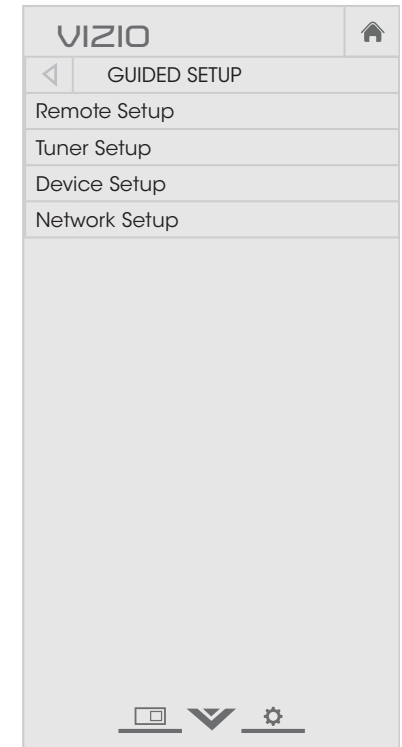 VIZIO
GUIDED SETUP
Remote Setup
Tuner Setup
Device Setup
Network Setup